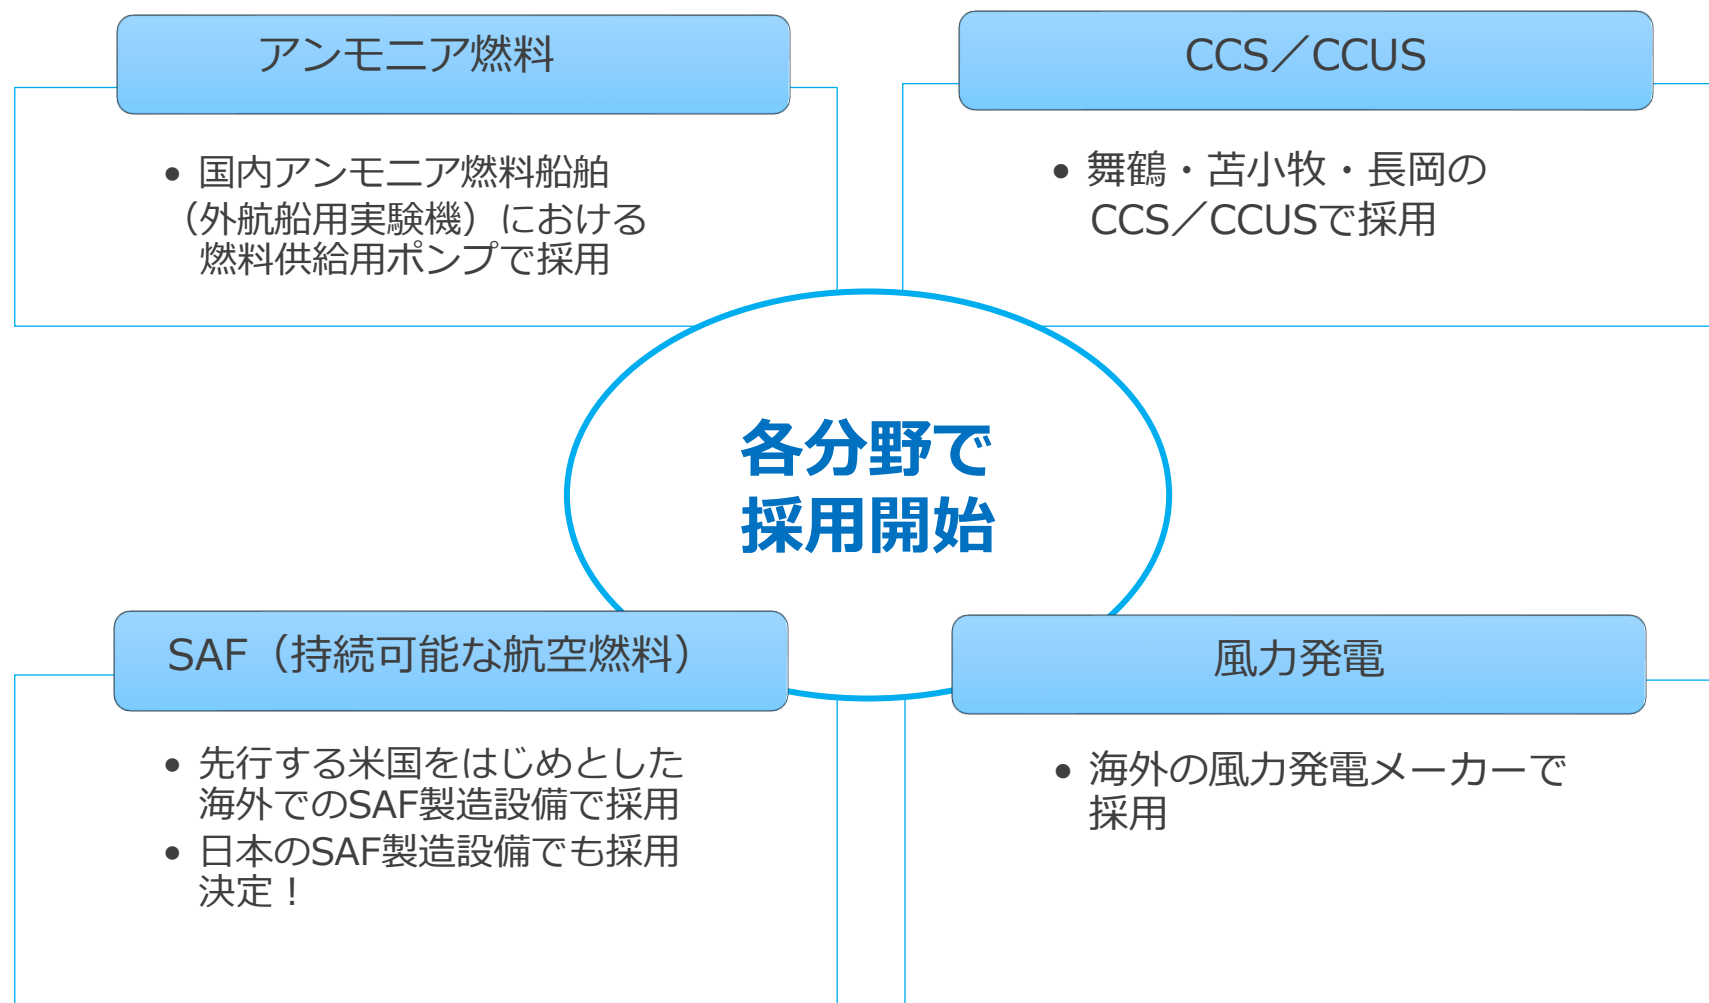 アンモニア燃料
• 国内アンモニア燃料船舶
（外航船用実験機）における
燃料供給用ポンプで採用
CCS／CCUS
• 舞鶴・苫小牧・長岡の
CCS／CCUSで採用
各分野で
採用開始
SAF（持続可能な航空燃料）
• 先行する米国をはじめとした
海外でのSAF製造設備で採用
• 日本のSAF製造設備でも採用
決定！
風力発電
• 海外の風力発電メーカーで
採用